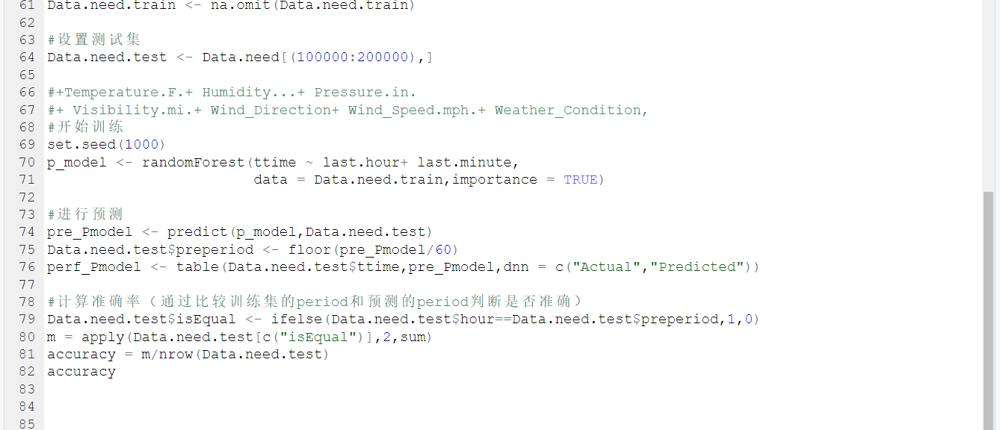 61 Data.need.train <- na.omit(Data.need.train)
62
63 #设置测试集
64 Data.need.test <- Data.need[(100000:200000),]
65
66 #+Temperature.F.+ Humidity...+ Pressure.in.
67 #+ Visibility.mi.+ Wind_Direction+ Wind_Speed.mph.+ Weather_Condition,
68 #开始训练
69 set.seed(1000)
70 p_model <- randomForest(ttime ~ last.hour+ last.minute,
71 data = Data.need.train,importance = TRUE)
72
73 #进行预测
74 pre_Pmodel <- predict(p_model,Data.need.test)
75 Data.need.test$preperiod <- floor(pre_Pmodel/60)
76 perf_Pmodel <- table(Data.need.test$ttime,pre_Pmodel,dnn = c("Actual","Predicted"))
77
78 #计算准确率（通过比较训练集的period和预测的period判断是否准确）
79 Data.need.test$isEqual <- ifelse(Data.need.test$hour==Data.need.test$preperiod,1,0)
80 m = apply(Data.need.test[c("isEqual")],2,sum)
81 accuracy = m/nrow(Data.need.test)
82 accuracy
83
84
85